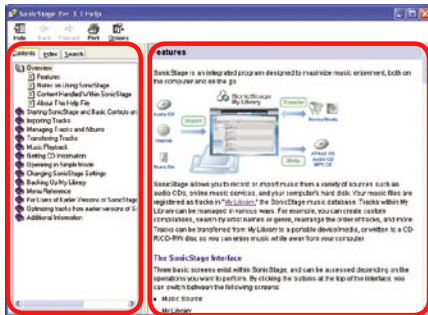 SonicStage Ver. 3.1 Help
Hide Back Forward Print Options
Contents Index Search
Overview
Features
Notes on Using SonicStage
Content Handled Within SonicStage
About This Help File
Starting SonicStage and Basic Controls an
Importing Tracks
Managing Tracks and Albums
Transferring Tracks
Music Playback
Getting CD Information
Operating in Simple Mode
Changing SonicStage Settings
Backing Up My Library
Menu Reference
For Users of Earlier Versions of SonicStage
Optimizing tracks from earlier versions of S
Additional Information
Features
SonicStage is an integrated program designed to maximize music enjoyment, both on
the computer and on the go.
SonicStage
My Library
Audio CD
Import
Transfer
Internet
Write
Music file
ATRAC CD
Audio CD
MP3 CD
SonicStage allows you to record or import music from a variety of sources such as
audio CDs, online music services, and your computer's hard disk. Your music files are
registered as tracks in "My Library," the SonicStage music database. Tracks within My
Library can be managed in various ways. For example, you can create custom
compilations, search by artist names or genre, rearrange the order of tracks, and more.
Tracks can be transferred from My Library to a portable device/media, or written to a CD-
R/CD-RW disc so you can enjoy music while away from your computer.
The SonicStage Interface
Three basic screens exist within SonicStage, and can be accessed depending on the
operations you want to perform. By clicking the buttons at the top of the interface, you
can switch between the following screens:
• Music Source
My Library